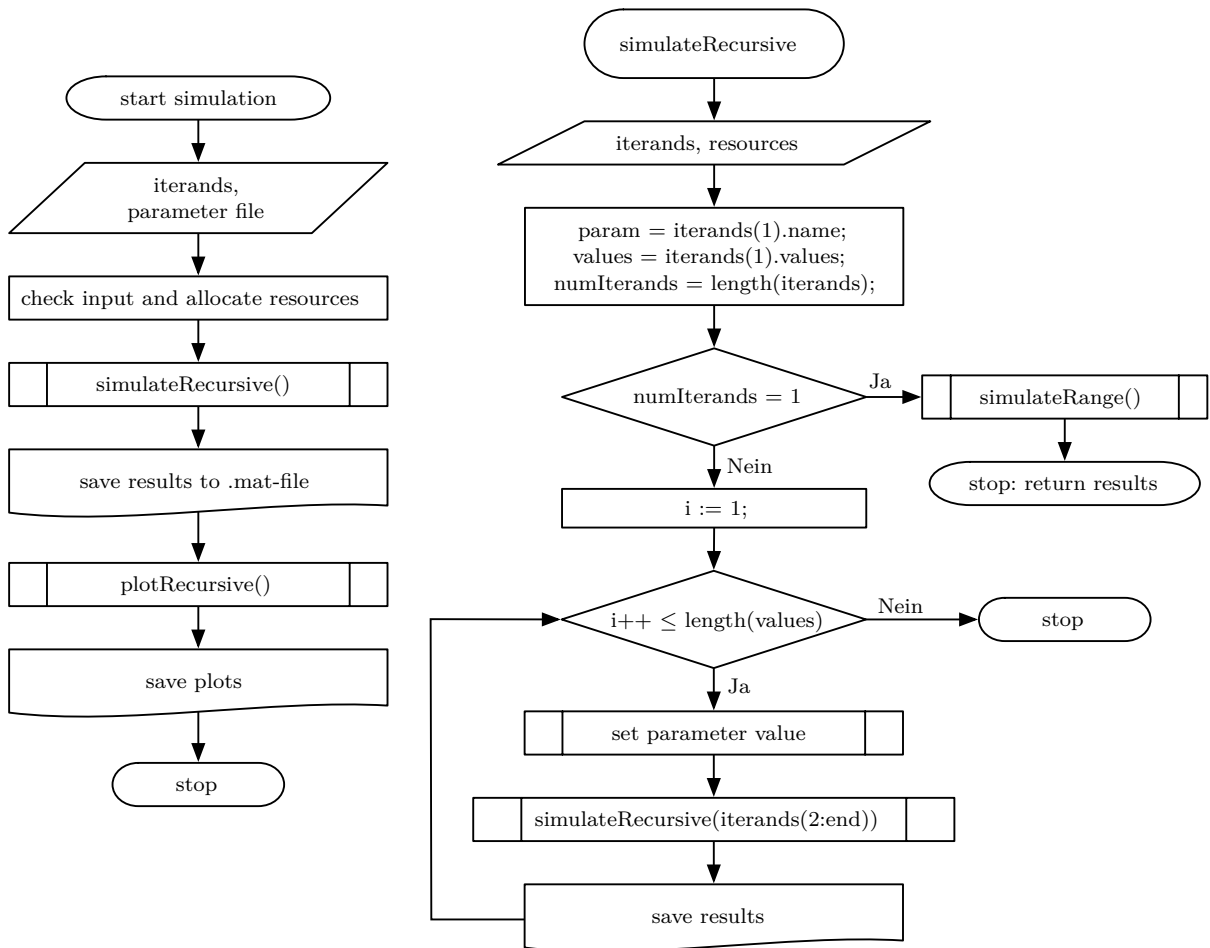 start simulation
iterands,
parameter file
check input and allocate resources
simulateRecursive()
save results to .mat-file
plotRecursive()
save plots
stop
simulateRecursive
iterands, resources
param = iterands(1).name;
values = iterands(1).values;
numIterands = length(iterands);
numIterands = 1
Ja
simulateRange()
stop: return results
Nein
i := 1;
i++ ≤ length(values)
Nein
stop
Ja
set parameter value
simulateRecursive(iterands(2:end))
save results